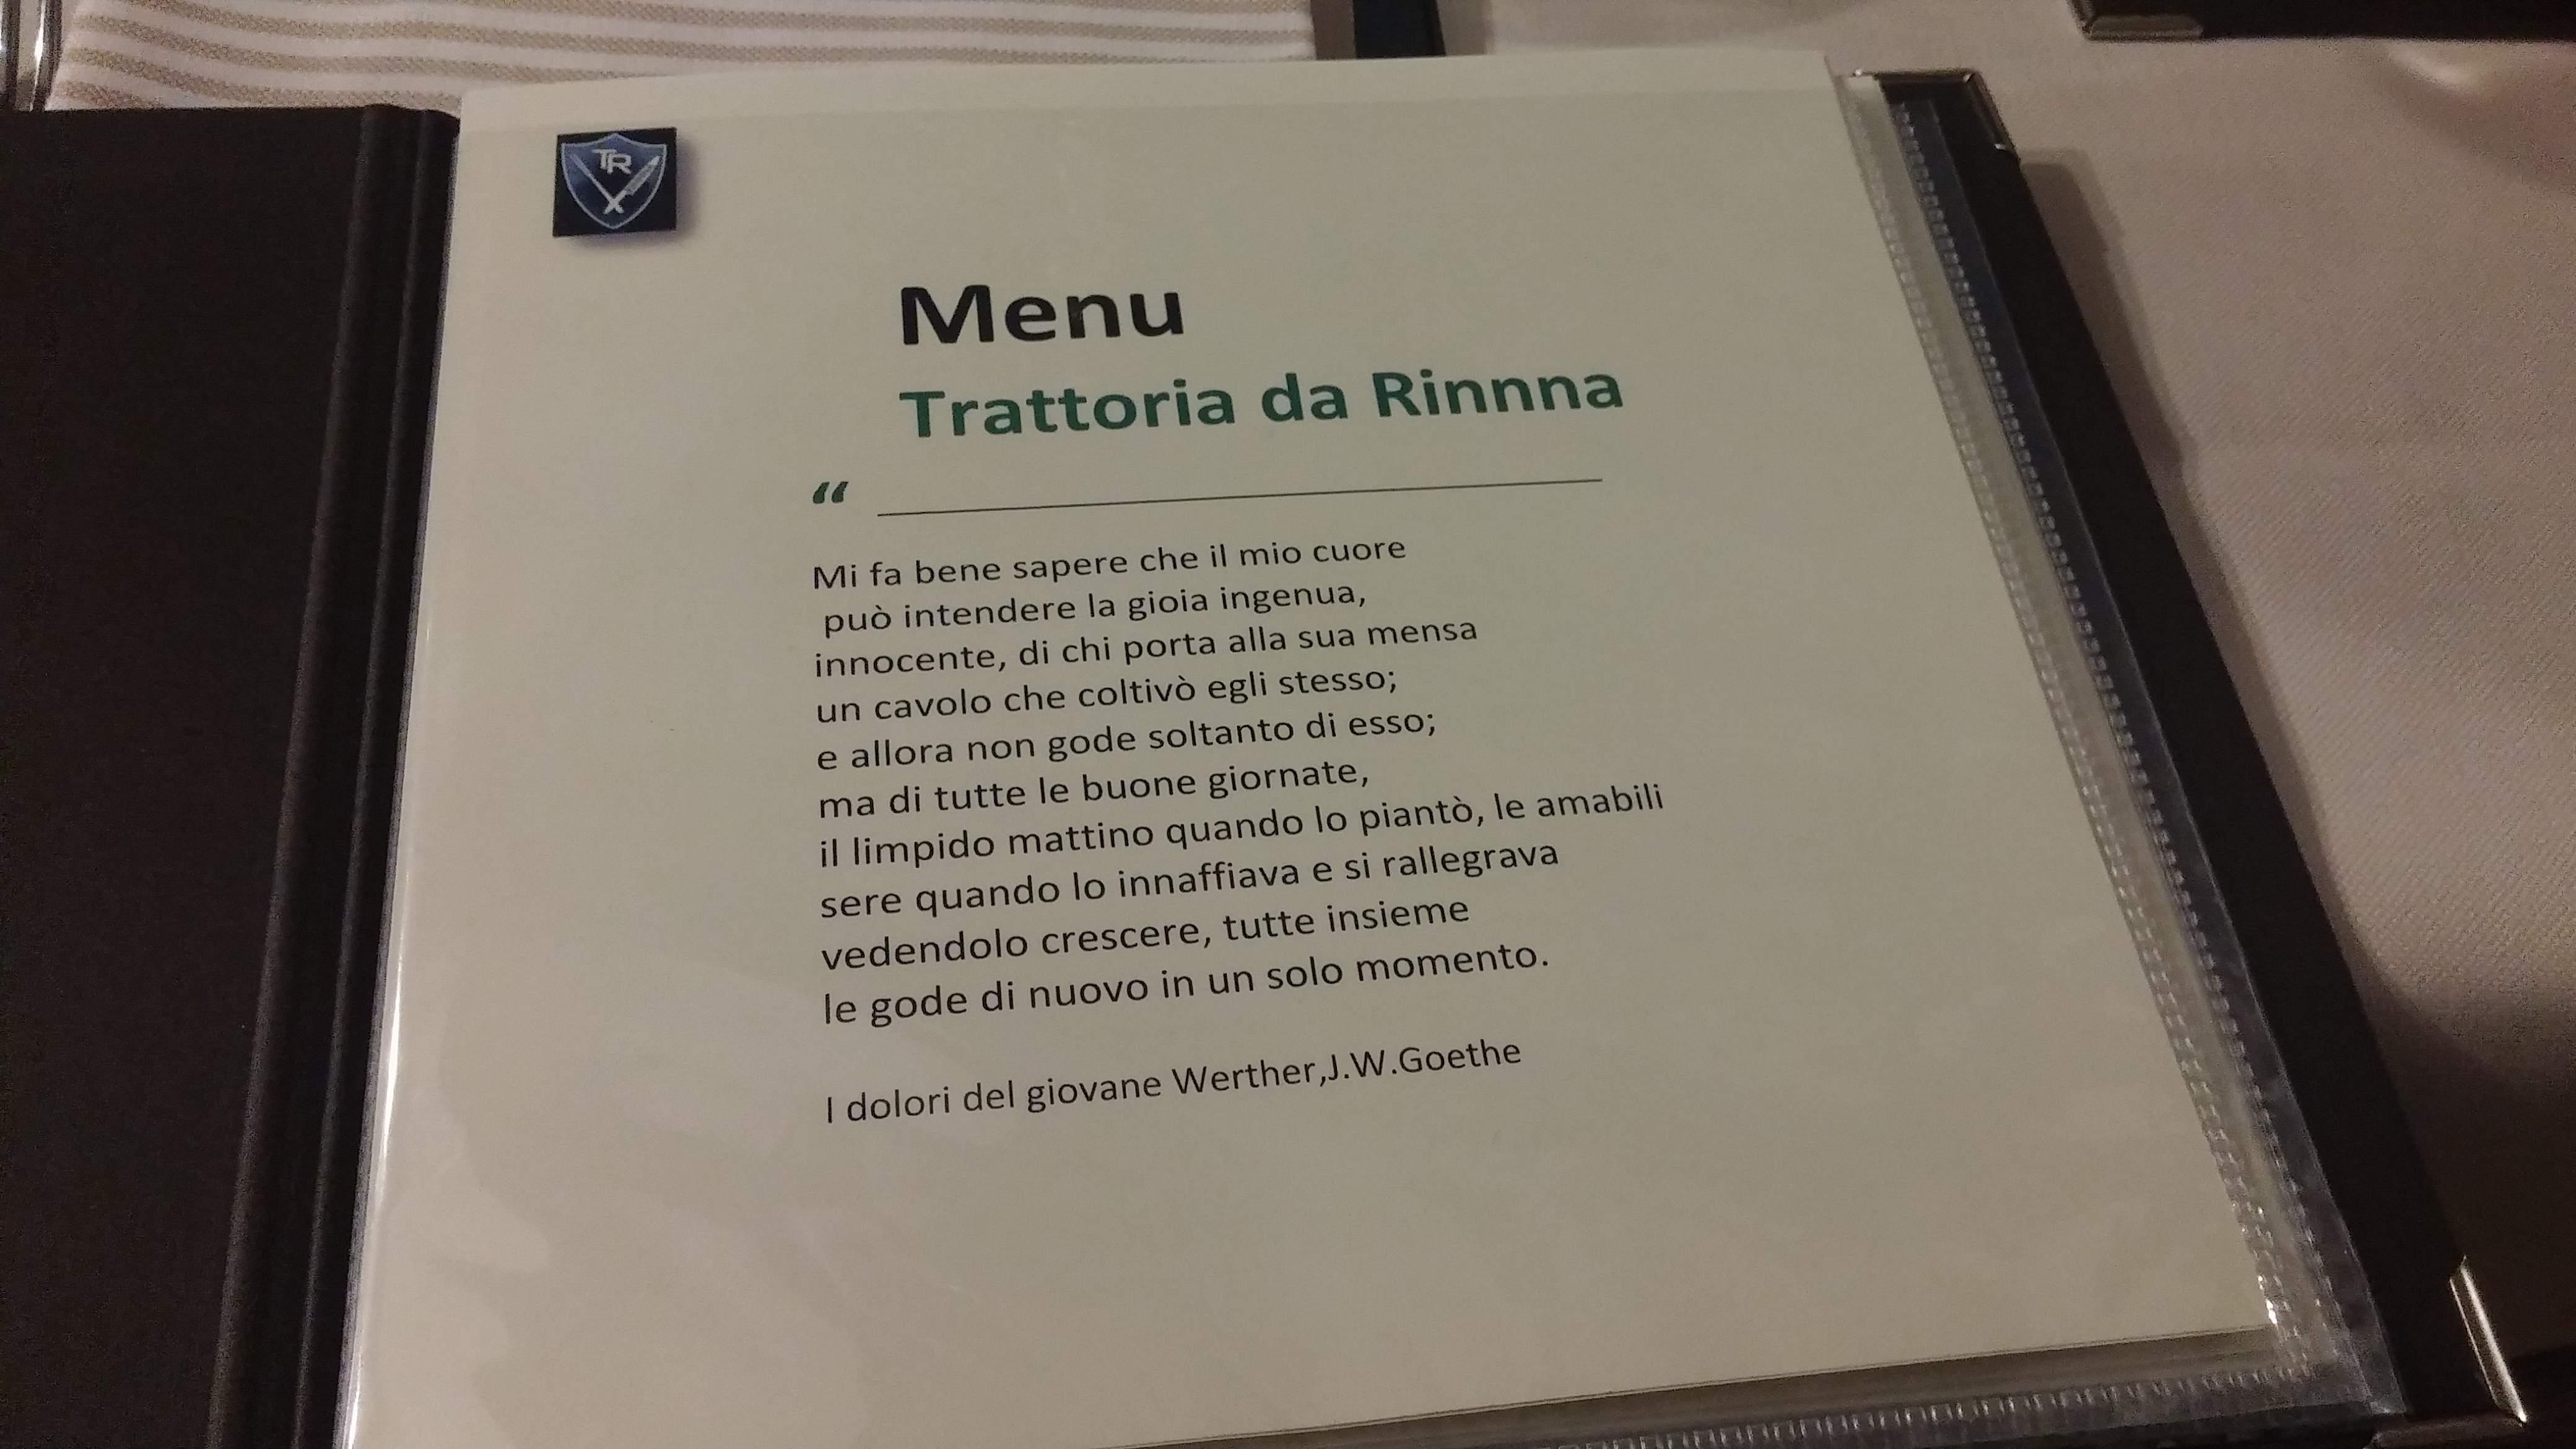 TR
Menu
Trattoria da Rinnna
“
Mi fa bene sapere che il mio cuore
può intendere la gioia ingenua,
innocente, di chi porta alla sua mensa
un cavolo che coltivò egli stesso;
e allora non gode soltanto di esso;
ma di tutte le buone giornate,
il limpido mattino quando lo piantò, le amabili
sere quando lo innaffiava e si rallegrava
vedendolo crescere, tutte insieme
le gode di nuovo in un solo momento.
I dolori del giovane Werther,J.W.Goethe